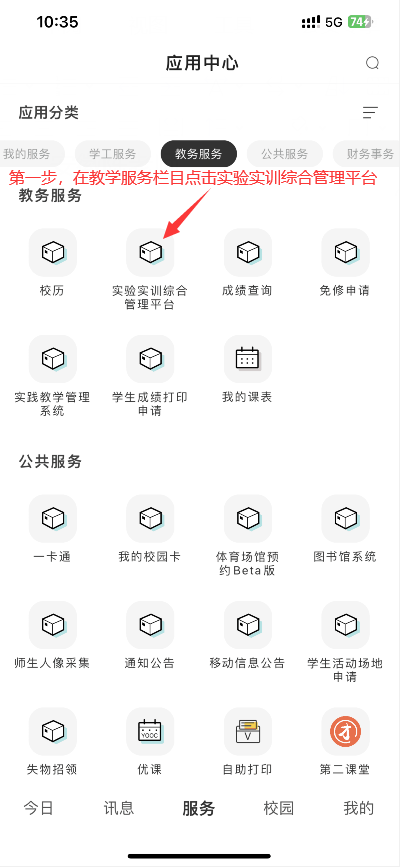 10:35 5G 74
应用中心
应用分类
我的服务 学工服务 教务服务 公共服务 财务事务
第一步，在教学服务栏目点击实验实训综合管理平台
教务服务
校历 实验实训综合 成绩查询 免修申请
管理平台
实践教学管理 学生成绩打印 我的课表
系统 申请
公共服务
一卡通 我的校园卡 体育场馆预 图书馆系统
约Beta版
师生人像采集 通知公告 移动信息公告 学生活动场地
申请
YOOC
失物招领 优课 自助打印 第二课堂
今日 讯息 服务 校园 我的